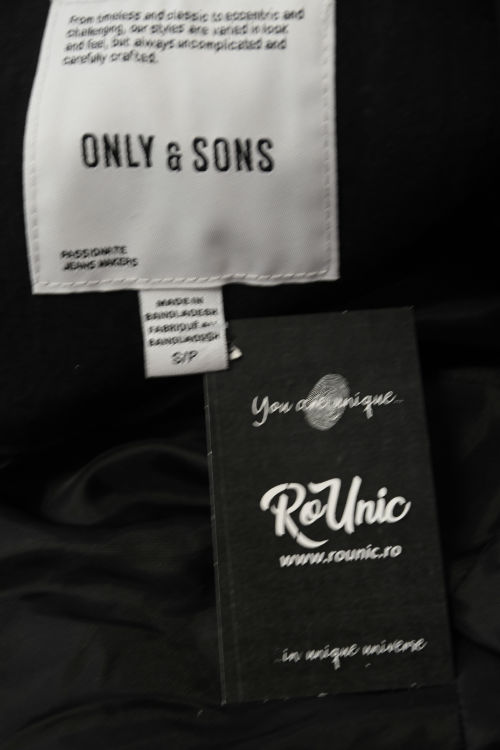 From timeless and classic to eccentric and
challenging, our styles are varied in look
and feel, but always uncomplicated and
carefully crafted.
ONLY & SONS
PASSIONATE
JEANS MAKERS
MADE IN
BANGLADESH
FABRIQUÉ AU
BANGLADESH
S/P
You are unique...
RoUnic
www.rounic.ro
...in unique universe